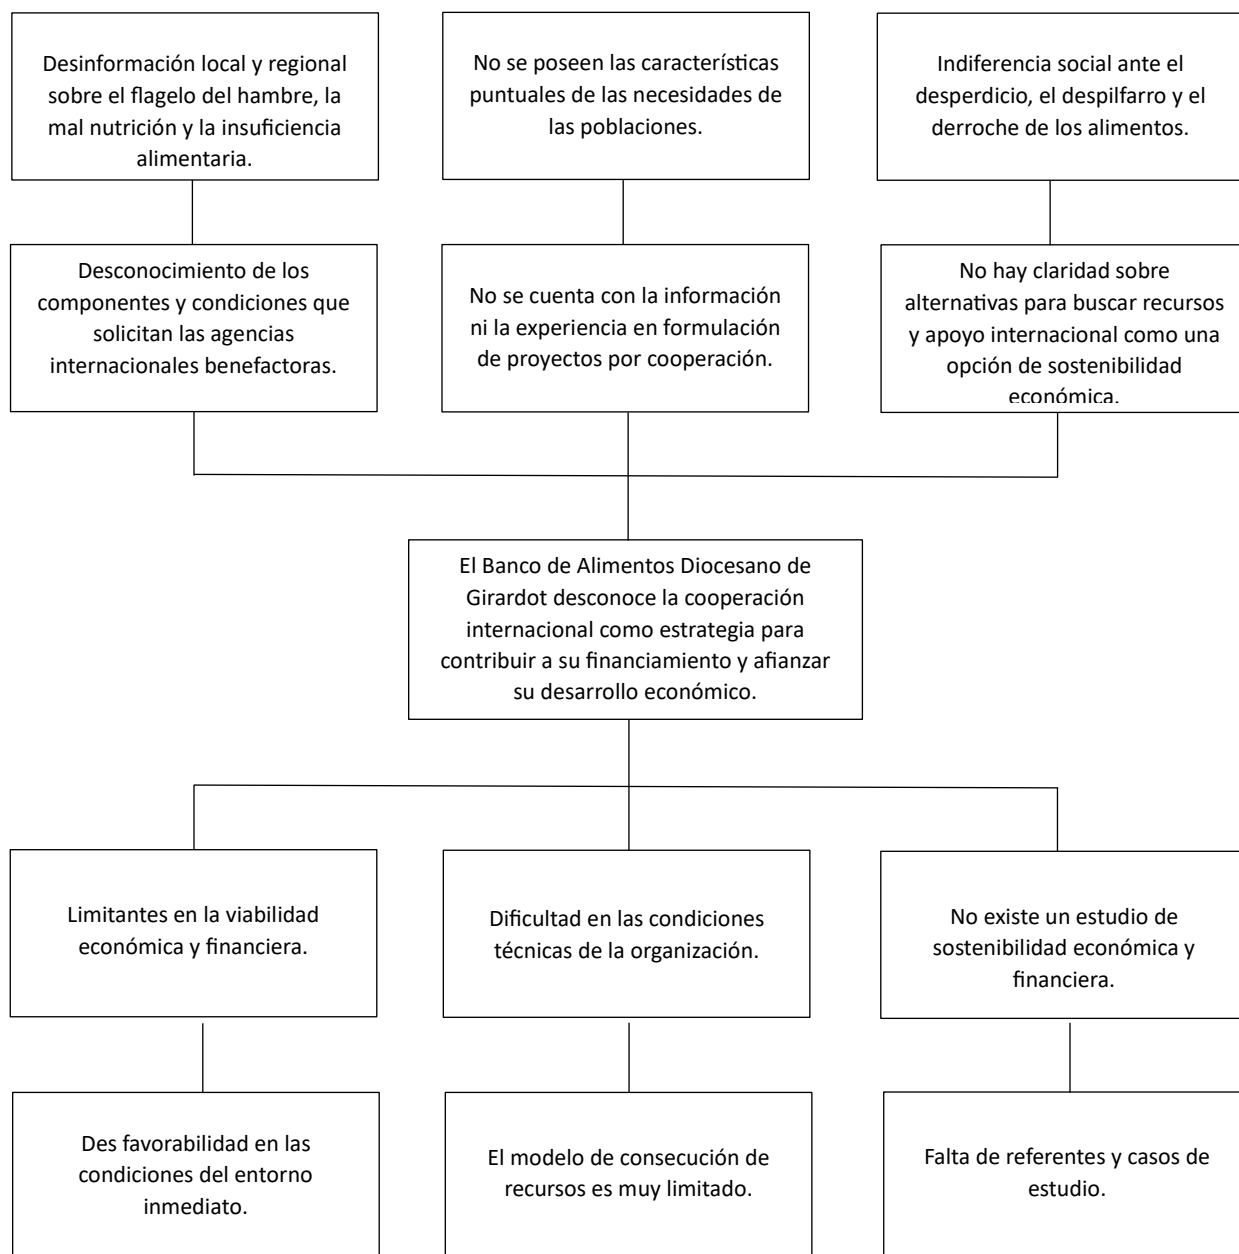 Desinformación local y regional
sobre el flagelo del hambre, la
mal nutrición y la insuficiencia
alimentaria.
No se poseen las características
puntuales de las necesidades de
las poblaciones.
Indiferencia social ante el
desperdicio, el despilfarro y el
derroche de los alimentos.
Desconocimiento de los
componentes y condiciones que
solicitan las agencias
internacionales benefactoras.
No se cuenta con la información
ni la experiencia en formulación
de proyectos por cooperación.
No hay claridad sobre
alternativas para buscar recursos
y apoyo internacional como una
opción de sostenibilidad
económica.
El Banco de Alimentos Diocesano de
Girardot desconoce la cooperación
internacional como estrategia para
contribuir a su financiamiento y afianzar
su desarrollo económico.
Limitantes en la viabilidad
económica y financiera.
Dificultad en las condiciones
técnicas de la organización.
No existe un estudio de
sostenibilidad económica y
financiera.
Des favorabilidad en las
condiciones del entorno
inmediato.
El modelo de consecución de
recursos es muy limitado.
Falta de referentes y casos de
estudio.